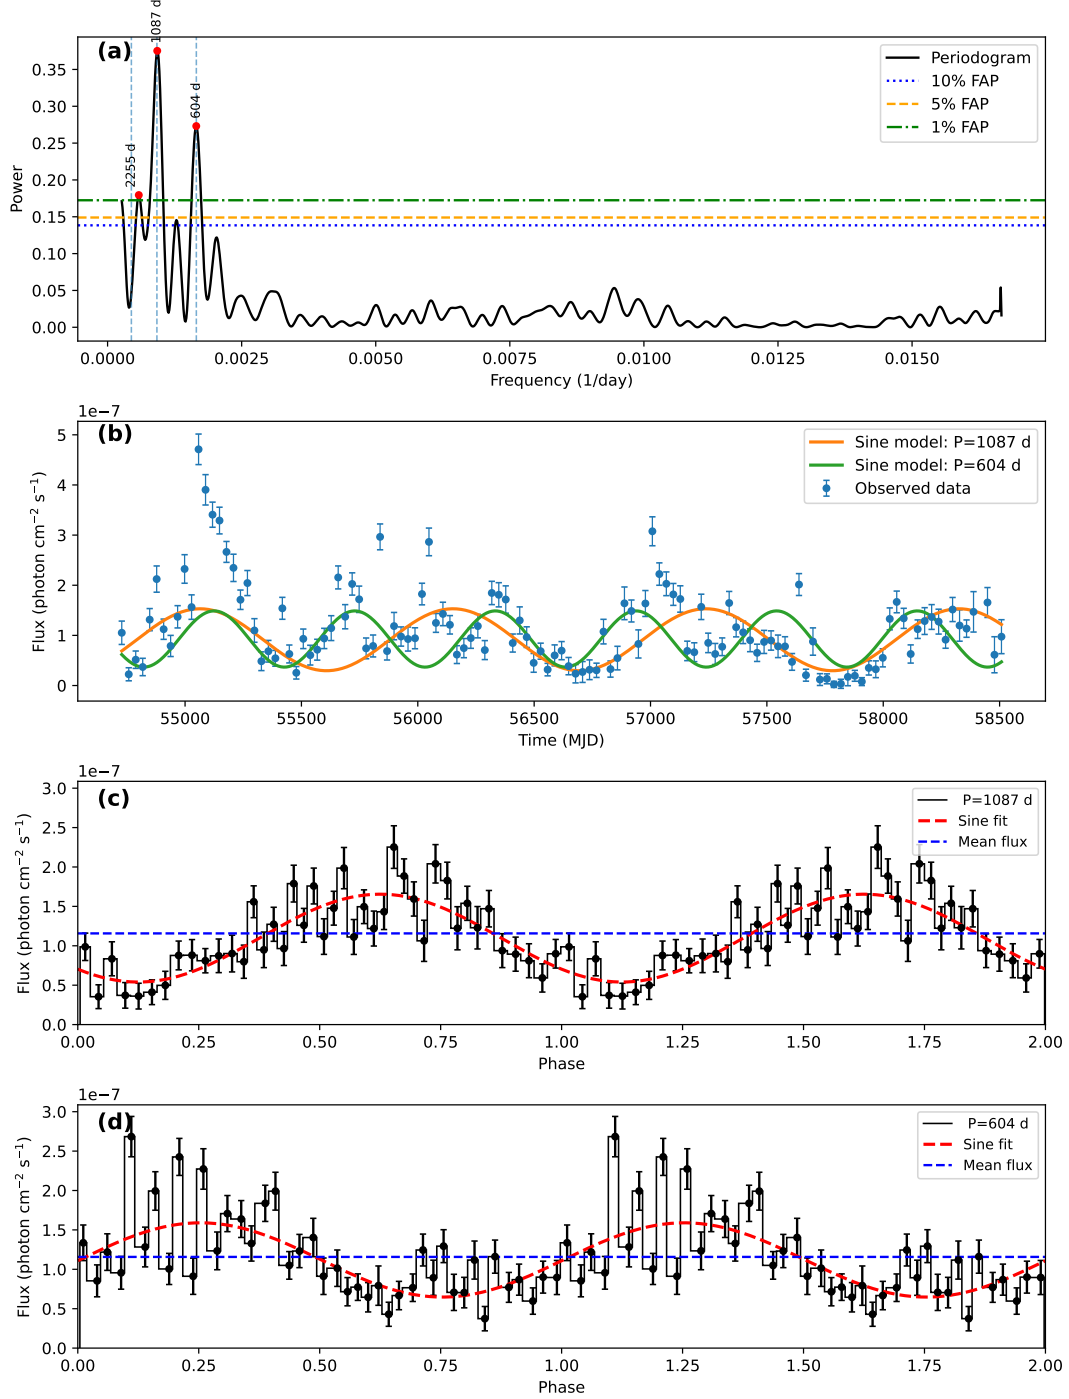 (a)
1087 d
604 d
2255 d
Periodogram
10% FAP
5% FAP
1% FAP
Power
0.35
0.30
0.25
0.20
0.15
0.10
0.05
0.00
0.0000 0.0025 0.0050 0.0075 0.0100 0.0125 0.0150
Frequency (1/day)
1e−7
(b)
Sine model: P=1087 d
Sine model: P=604 d
Observed data
Flux (photon cm⁻² s⁻¹)
5
4
3
2
1
0
55000 55500 56000 56500 57000 57500 58000 58500
Time (MJD)
1e−7
(c)
P=1087 d
Sine fit
Mean flux
Flux (photon cm⁻² s⁻¹)
3.0
2.5
2.0
1.5
1.0
0.5
0.0
0.00 0.25 0.50 0.75 1.00 1.25 1.50 1.75 2.00
Phase
1e−7
(d)
P=604 d
Sine fit
Mean flux
Flux (photon cm⁻² s⁻¹)
3.0
2.5
2.0
1.5
1.0
0.5
0.0
0.00 0.25 0.50 0.75 1.00 1.25 1.50 1.75 2.00
Phase